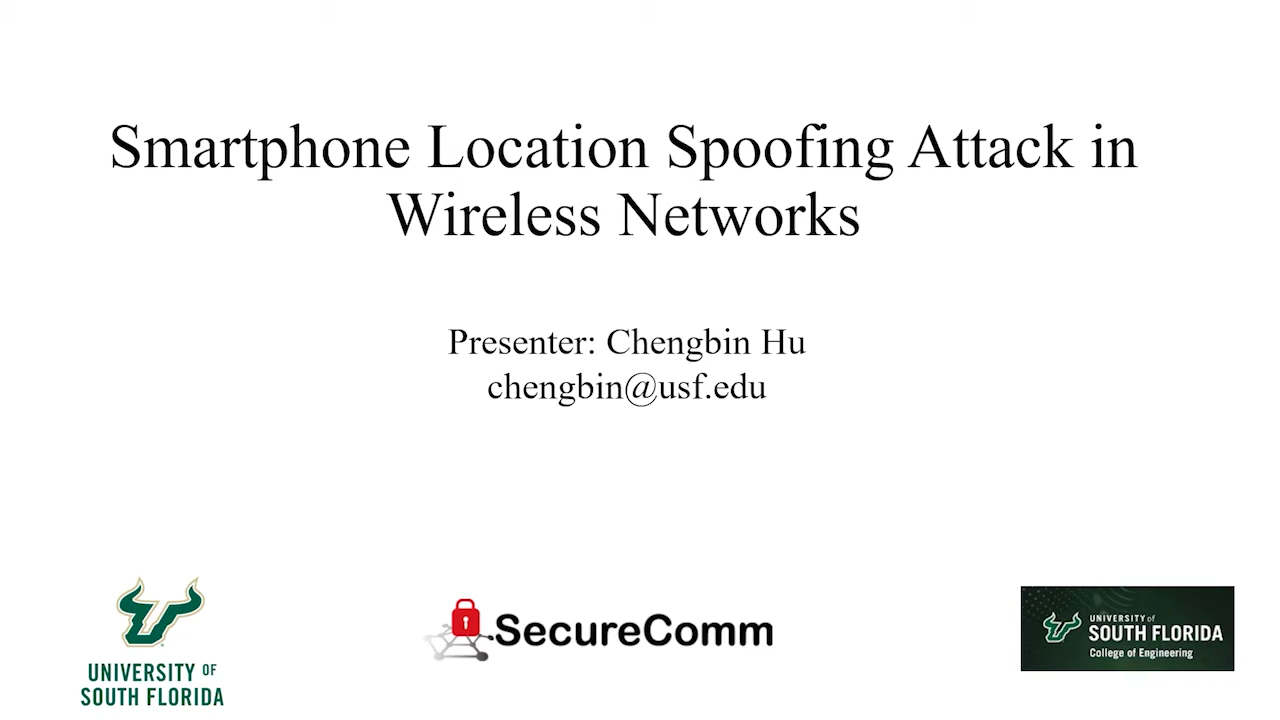 Smartphone Location Spoofing Attack in
Wireless Networks
Presenter: Chengbin Hu
chengbin@usf.edu
UNIVERSITY OF
SOUTH FLORIDA
SecureComm
UNIVERSITY of
SOUTH FLORIDA
College of Engineering